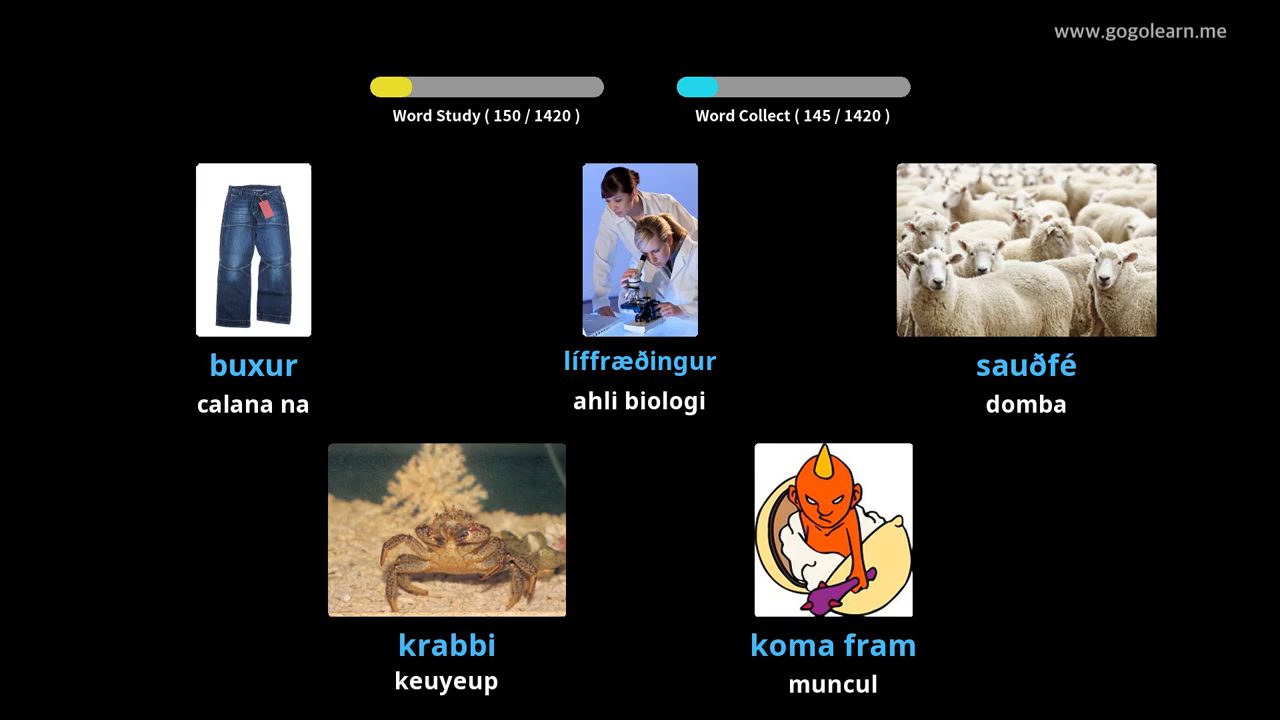 www.gogolearn.me
Word Study ( 150 / 1420 )
Word Collect ( 145 / 1420 )
buxur
calana na
líffræðingur
ahli biologi
sauðfé
domba
krabbi
keuyeup
koma fram
muncul